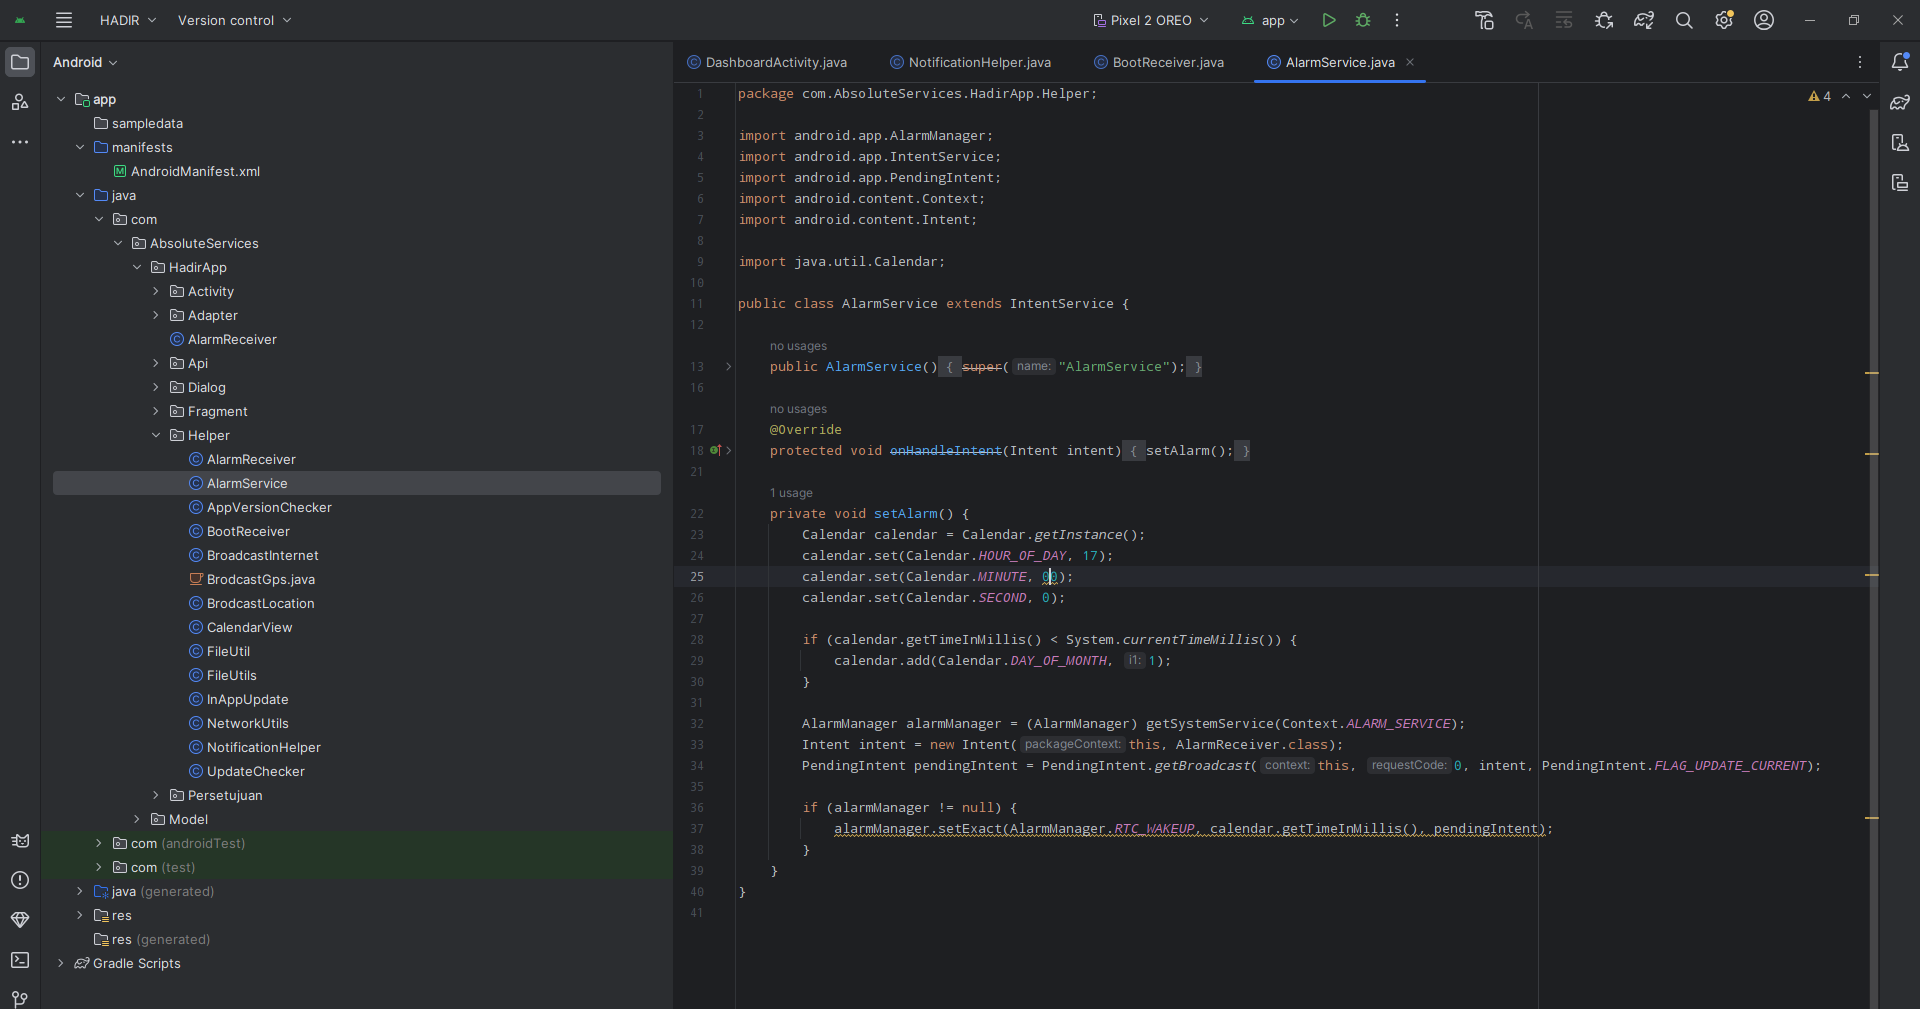 HADIR
Version control
Pixel 2 OREO
app
Android
app
sampledata
manifests
AndroidManifest.xml
java
com
AbsoluteServices
HadirApp
Activity
Adapter
AlarmReceiver
Api
Dialog
Fragment
Helper
AlarmReceiver
AlarmService
AppVersionChecker
BootReceiver
BroadcastInternet
BrodcastGps.java
BrodcastLocation
CalendarView
FileUtil
FileUtils
InAppUpdate
NetworkUtils
NotificationHelper
UpdateChecker
Persetujuan
Model
com (androidTest)
com (test)
java (generated)
res
res (generated)
Gradle Scripts
DashboardActivity.java
NotificationHelper.java
BootReceiver.java
AlarmService.java
4
1 package com.AbsoluteServices.HadirApp.Helper;
2
3 import android.app.AlarmManager;
4 import android.app.IntentService;
5 import android.app.PendingIntent;
6 import android.content.Context;
7 import android.content.Intent;
8
9 import java.util.Calendar;
10
11 public class AlarmService extends IntentService {
12
no usages
13 public AlarmService() { super( name: "AlarmService"); }
16
no usages
17 @Override
18 protected void onHandleIntent(Intent intent) { setAlarm(); }
21
1 usage
22 private void setAlarm() {
23 Calendar calendar = Calendar.getInstance();
24 calendar.set(Calendar.HOUR_OF_DAY, 17);
25 calendar.set(Calendar.MINUTE, 00);
26 calendar.set(Calendar.SECOND, 0);
27
28 if (calendar.getTimeInMillis() < System.currentTimeMillis()) {
29 calendar.add(Calendar.DAY_OF_MONTH, i1: 1);
30 }
31
32 AlarmManager alarmManager = (AlarmManager) getSystemService(Context.ALARM_SERVICE);
33 Intent intent = new Intent( packageContext: this, AlarmReceiver.class);
34 PendingIntent pendingIntent = PendingIntent.getBroadcast( context: this, requestCode: 0, intent, PendingIntent.FLAG_UPDATE_CURRENT);
35
36 if (alarmManager != null) {
37 alarmManager.setExact(AlarmManager.RTC_WAKEUP, calendar.getTimeInMillis(), pendingIntent);
38 }
39 }
40 }
41